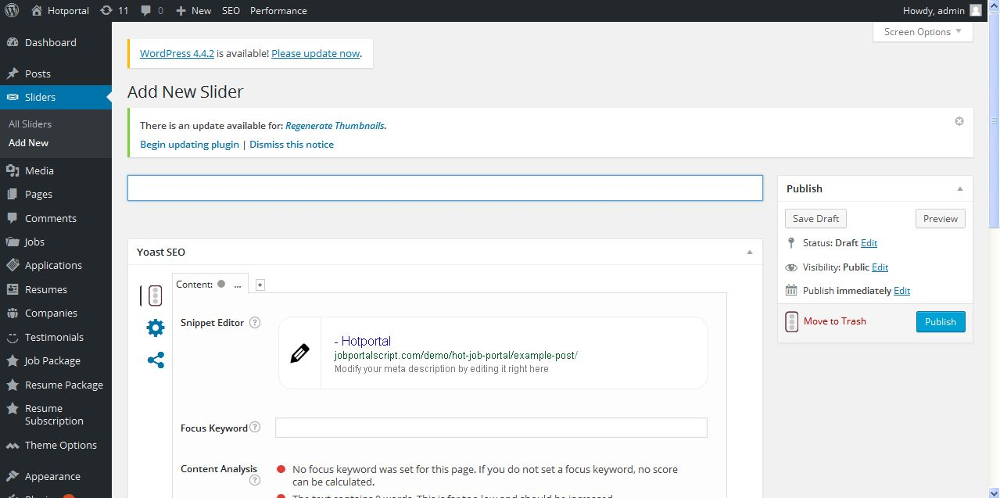 Hotportal 11 0 New SEO Performance Howdy, admin
Dashboard
Posts
Sliders
All Sliders
Add New
Media
Pages
Comments
Jobs
Applications
Resumes
Companies
Testimonials
Job Package
Resume Package
Resume
Subscription
Theme Options
Appearance
Screen Options
WordPress 4.4.2 is available! Please update now.
Add New Slider
There is an update available for: Regenerate Thumbnails.
Begin updating plugin | Dismiss this notice
Yoast SEO
Content: ... +
Snippet Editor ?
- Hotportal
jobportalscript.com/demo/hot-job-portal/example-post/
Modify your meta description by editing it right here
Focus Keyword ?
Content Analysis ?
No focus keyword was set for this page. If you do not set a focus keyword, no score
can be calculated.
Publish
Save Draft Preview
Status: Draft Edit
Visibility: Public Edit
Publish immediately Edit
Move to Trash Publish